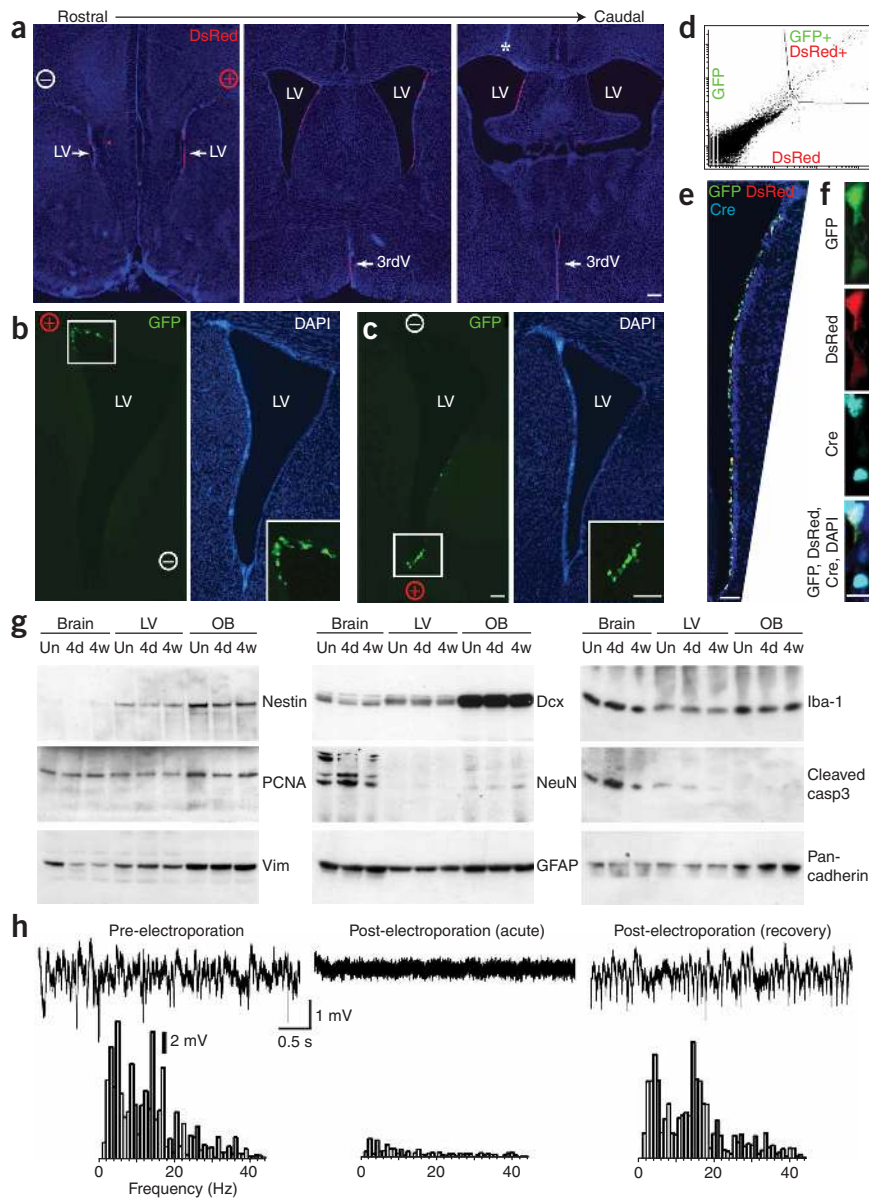 Rostral Caudal
a
DsRed
− + *
LV LV
LV LV
LV LV
3rdV
3rdV
d
GFP
GFP+
DsRed+
DsRed
e
GFP DsRed
Cre
f
GFP
DsRed
Cre
GFP, DsRed,
Cre, DAPI
b
+ GFP DAPI
LV LV
−
c
− GFP DAPI
LV LV
+
g
Brain LV OB
Un 4d 4w Un 4d 4w Un 4d 4w
Nestin
PCNA
Vim
Brain LV OB
Un 4d 4w Un 4d 4w Un 4d 4w
Dcx
NeuN
GFAP
Brain LV OB
Un 4d 4w Un 4d 4w Un 4d 4w
Iba-1
Cleaved
casp3
Pan-
cadherin
h
Pre-electroporation Post-electroporation (acute) Post-electroporation (recovery)
1 mV
0.5 s
2 mV
0 20 40
Frequency (Hz)
0 20 40
0 20 40